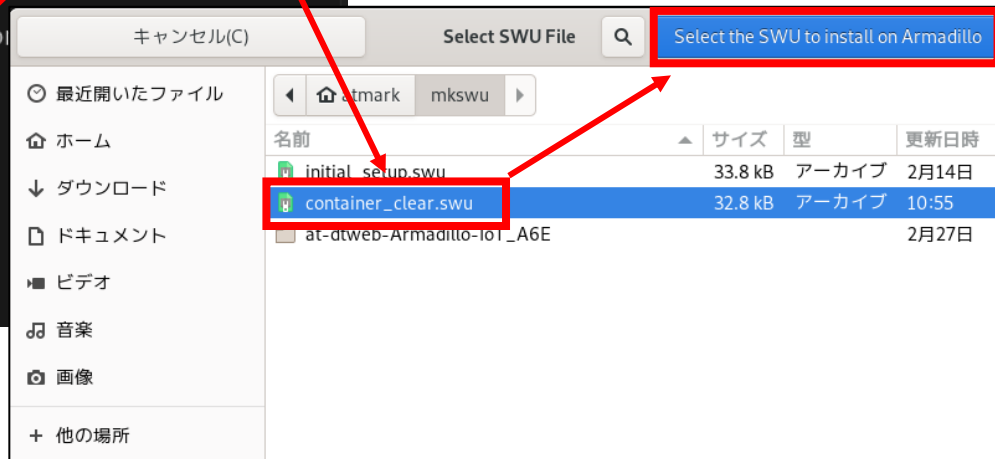 キャンセル(C)
Select SWU File
Select the SWU to install on Armadillo
最近開いたファイル
ホーム
ダウンロード
ドキュメント
ビデオ
音楽
画像
+ 他の場所
atmark
mkswu
名前
サイズ
型
更新日時
initial_setup.swu 33.8 kB アーカイブ 2月14日
container_clear.swu 32.8 kB アーカイブ 10:55
at-dtweb-Armadillo-IoT_A6E 2月27日